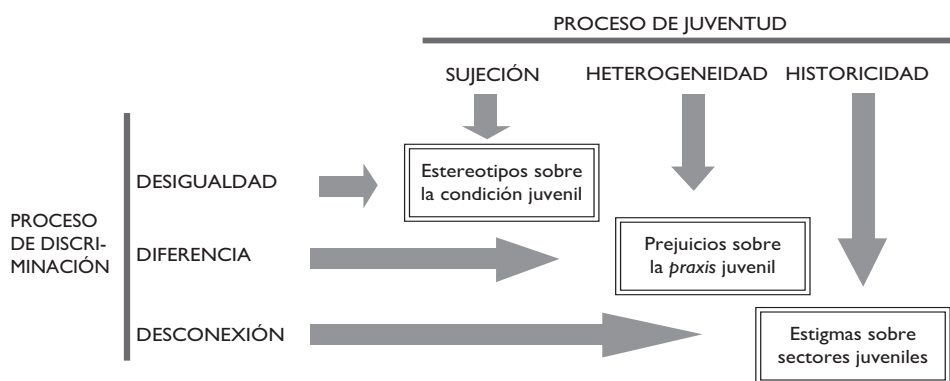 PROCESO DE JUVENTUD
SUJECIÓN HETEROGENEIDAD HISTORICIDAD
Estereotipos sobre
la condición juvenil
DESIGUALDAD
PROCESO
DE DISCRI-
MINACIÓN
Prejuicios sobre
la praxis juvenil
DIFERENCIA
DESCONEXIÓN
Estigmas sobre
sectores juveniles